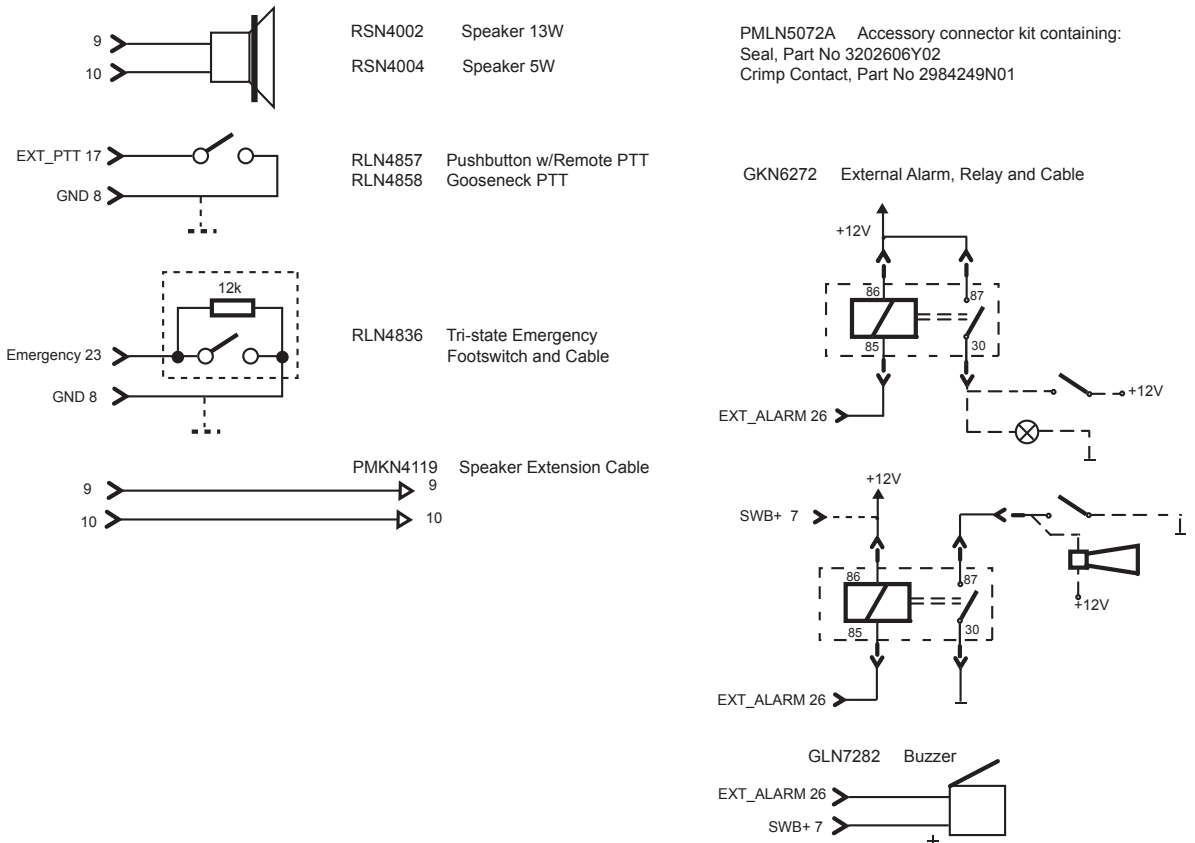 9
10
RSN4002 Speaker 13W
RSN4004 Speaker 5W
EXT_PTT 17
GND 8
RLN4857 Pushbutton w/Remote PTT
RLN4858 Gooseneck PTT
12k
Emergency 23
GND 8
RLN4836 Tri-state Emergency
Footswitch and Cable
PMKN4119 Speaker Extension Cable
9
9
10
10
PMLN5072A Accessory connector kit containing:
Seal, Part No 3202606Y02
Crimp Contact, Part No 2984249N01
GKN6272 External Alarm, Relay and Cable
+12V
86
87
85
30
+12V
EXT_ALARM 26
+12V
SWB+ 7
86
87
+12V
85
30
EXT_ALARM 26
GLN7282 Buzzer
EXT_ALARM 26
SWB+ 7